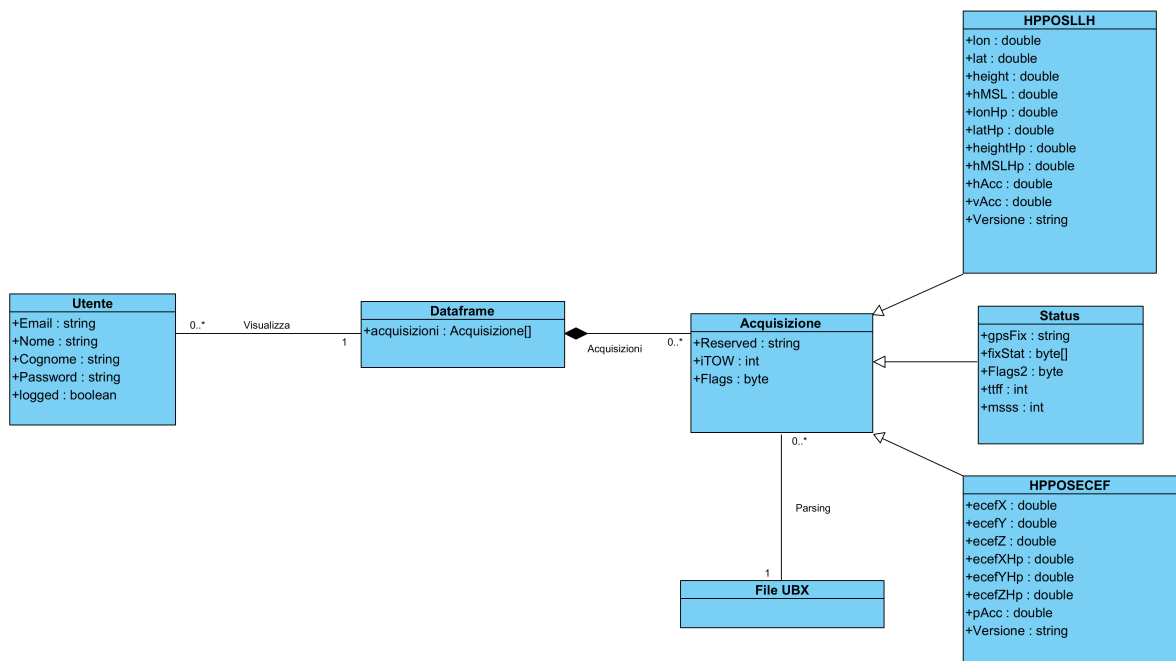 HPPOSLLH
+lon : double
+lat : double
+height : double
+hMSL : double
+lonHp : double
+latHp : double
+heightHp : double
+hMSLHp : double
+hAcc : double
+vAcc : double
+Versione : string
Utente
+Email : string
+Nome : string
+Cognome : string
+Password : string
+logged : boolean
0..*
Visualizza
1
Dataframe
+acquisizioni : Acquisizione[]
Acquisizioni
0..*
Acquisizione
+Reserved : string
+iTOW : int
+Flags : byte
Status
+gpsFix : string
+fixStat : byte[]
+Flags2 : byte
+ttff : int
+msss : int
0..*
Parsing
1
File UBX
HPPOSECEF
+ecefX : double
+ecefY : double
+ecefZ : double
+ecefXHp : double
+ecefYHp : double
+ecefZHp : double
+pAcc : double
+Versione : string